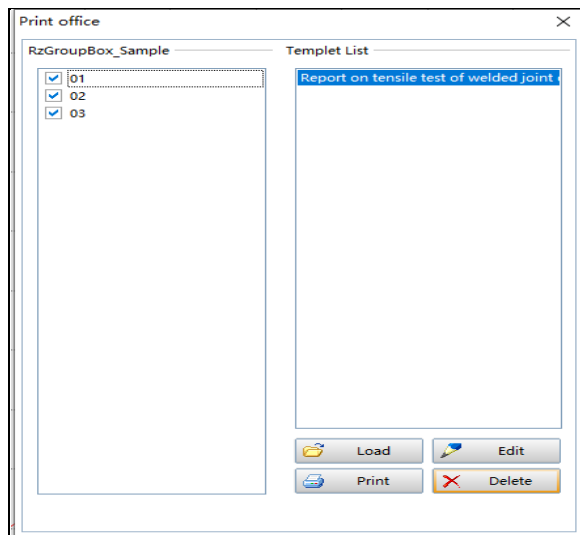 Print office
RzGroupBox_Sample
01
02
03
Templet List
Report on tensile test of welded joint
Load
Edit
Print
Delete